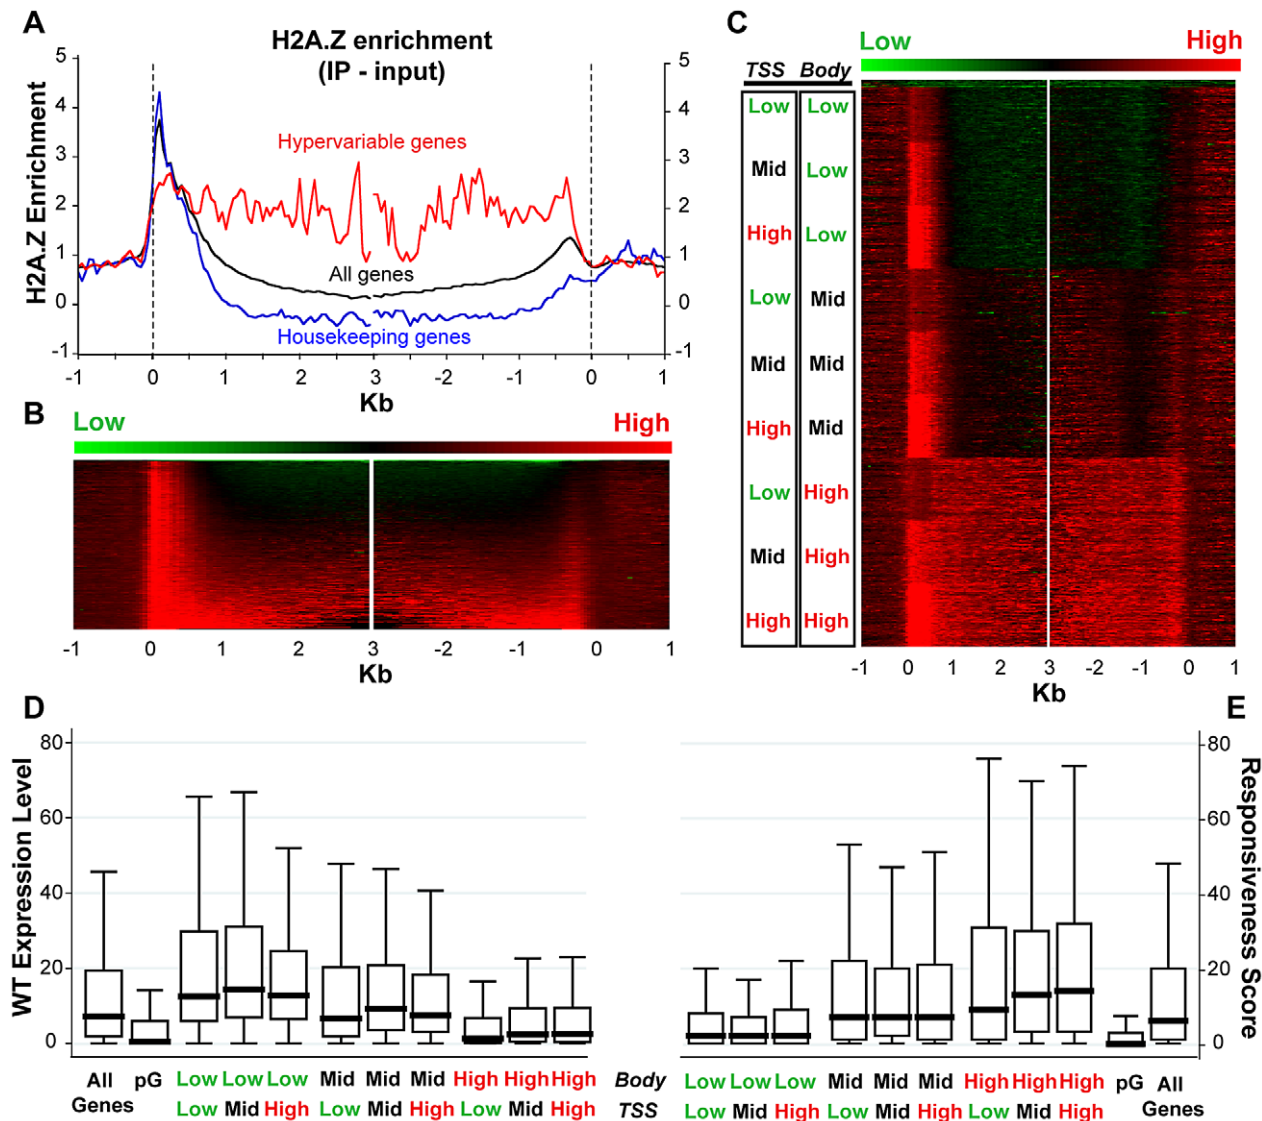 A
H2A.Z enrichment
(IP - input)
H2A.Z Enrichment
5
4
3
2
1
0
-1
5
4
3
2
1
0
-1
Hypervariable genes
All genes
Housekeeping genes
-1 0 1 2 3 -2 -1 0 1
Kb
B
Low High
-1 0 1 2 3 -2 -1 0 1
Kb
C
Low High
TSS Body
Low Low
Mid Low
High Low
Low Mid
Mid Mid
High Mid
Low High
Mid High
High High
-1 0 1 2 3 -2 -1 0 1
Kb
D
WT Expression Level
80
60
40
20
0
All Genes
pG
Low Low Low Mid Mid Mid High High High Body
Low Mid High Low Mid High Low Mid High TSS
E
Responsiveness Score
80
60
40
20
0
Low Low Low Mid Mid Mid High High High pG All
Low Mid High Low Mid High Low Mid High Genes